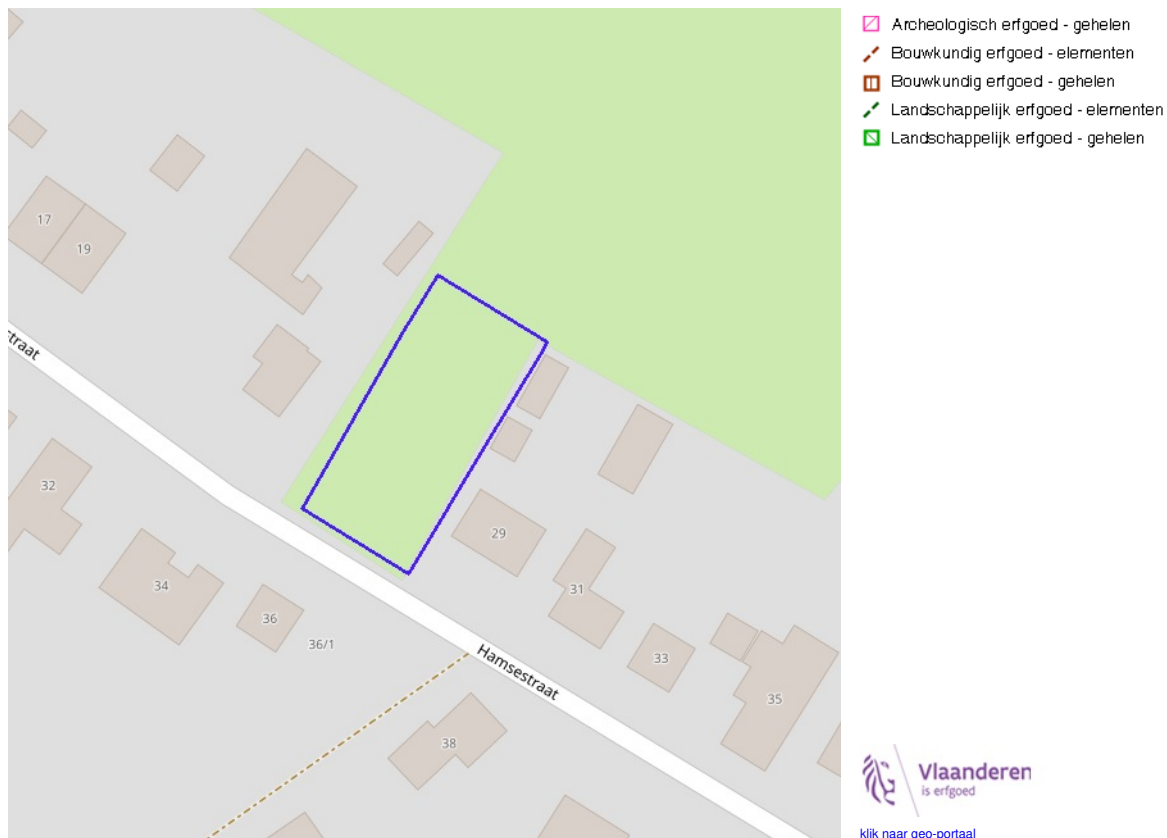 Archeologisch erfgoed - gehelen
Bouwkundig erfgoed - elementen
Bouwkundig erfgoed - gehelen
Landschappelijk erfgoed - elementen
Landschappelijk erfgoed - gehelen
17
19
straat
32
34
36
36/1
29
31
33
35
Hamsestraat
38
Vlaanderen
is erfgoed
klik naar geo-portaal